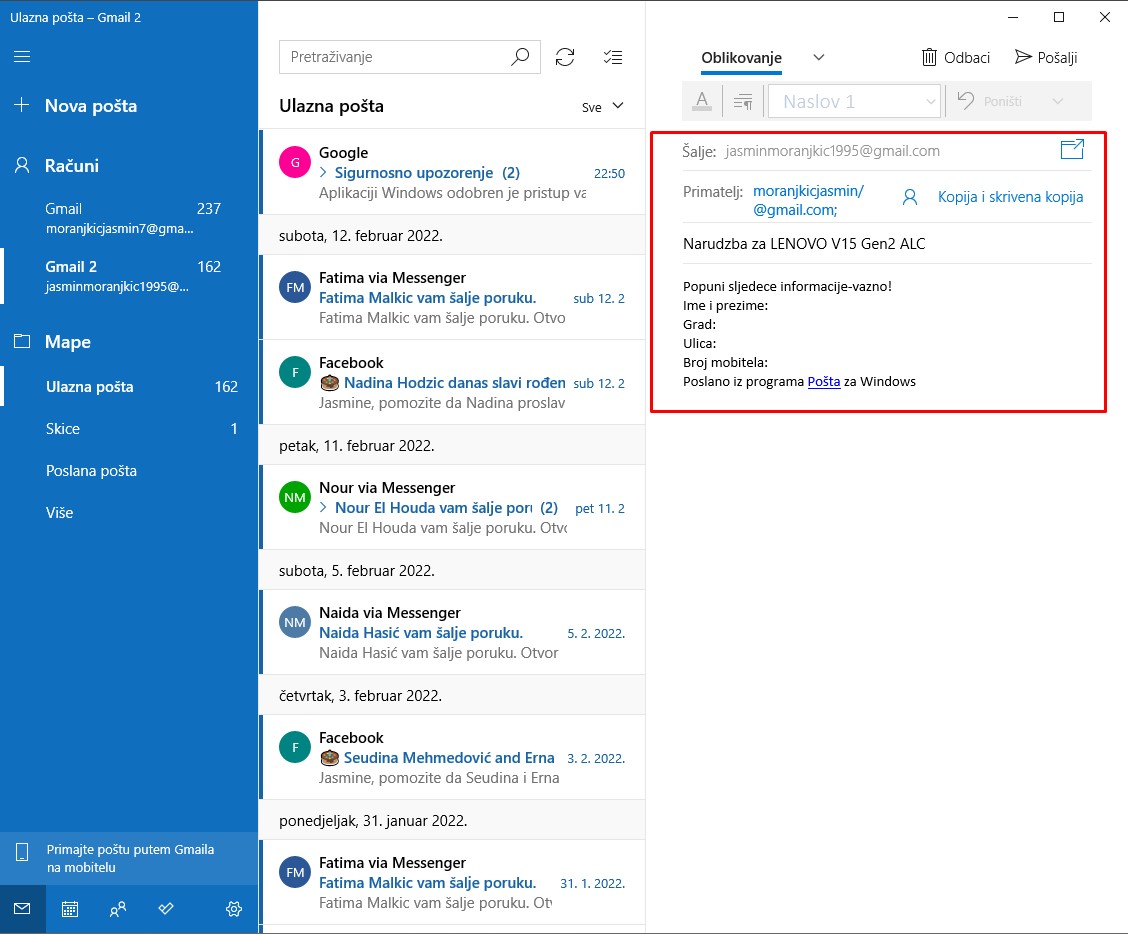 Ulazna pošta – Gmail 2
Nova pošta
Računi
Gmail 237
moranjkicjasmin7@gma...
Gmail 2 162
jasminmoranjkic1995@...
Mape
Ulazna pošta 162
Skice 1
Poslana pošta
Više
Primajte poštu putem Gmaila
na mobitelu
Pretraživanje
Ulazna pošta Sve
G Google
Sigurnosno upozorenje (2) 22:50
Aplikaciji Windows odobren je pristup va
subota, 12. februar 2022.
FM Fatima via Messenger
Fatima Malkic vam šalje poruku. sub 12. 2
Fatima Malkic vam šalje poruku. Otvo
F Facebook
Nadina Hodzic danas slavi rođen sub 12. 2
Jasmine, pomozite da Nadina proslav
petak, 11. februar 2022.
NM Nour via Messenger
Nour El Houda vam šalje poru (2) pet 11. 2
Nour El Houda vam šalje poruku. Otvo
subota, 5. februar 2022.
NM Naida via Messenger
Naida Hasić vam šalje poruku. 5. 2. 2022.
Naida Hasić vam šalje poruku. Otvor
četvrtak, 3. februar 2022.
F Facebook
Seudina Mehmedović and Erna 3. 2. 2022.
Jasmine, pomozite da Seudina i Erna
ponedjeljak, 31. januar 2022.
FM Fatima via Messenger
Fatima Malkic vam šalje poruku. 31. 1. 2022.
Fatima Malkic vam šalje poruku. Otv
Oblikovanje Odbaci Pošalji
A Naslov 1 Poništi
Šalje: jasminmoranjkic1995@gmail.com
Primatelj: moranjkicjasmin/ Kopija i skrivena kopija
@gmail.com;
Narudzba za LENOVO V15 Gen2 ALC
Popuni sljedece informacije-vazno!
Ime i prezime:
Grad:
Ulica:
Broj mobitela:
Poslano iz programa Pošta za Windows